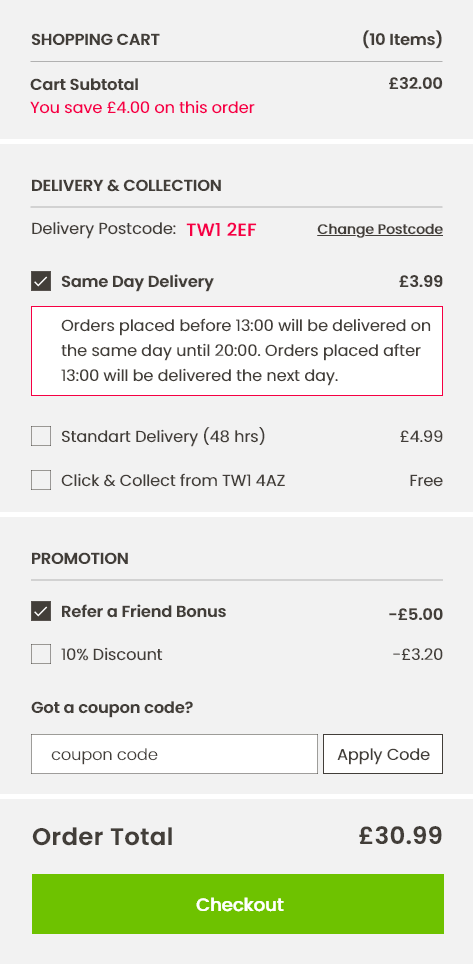 SHOPPING CART (10 Items)
Cart Subtotal £32.00
You save £4.00 on this order
DELIVERY & COLLECTION
Delivery Postcode: TW1 2EF Change Postcode
Same Day Delivery £3.99
Orders placed before 13:00 will be delivered on
the same day until 20:00. Orders placed after
13:00 will be delivered the next day.
Standart Delivery (48 hrs) £4.99
Click & Collect from TW1 4AZ Free
PROMOTION
Refer a Friend Bonus -£5.00
10% Discount -£3.20
Got a coupon code?
coupon code Apply Code
Order Total £30.99
Checkout